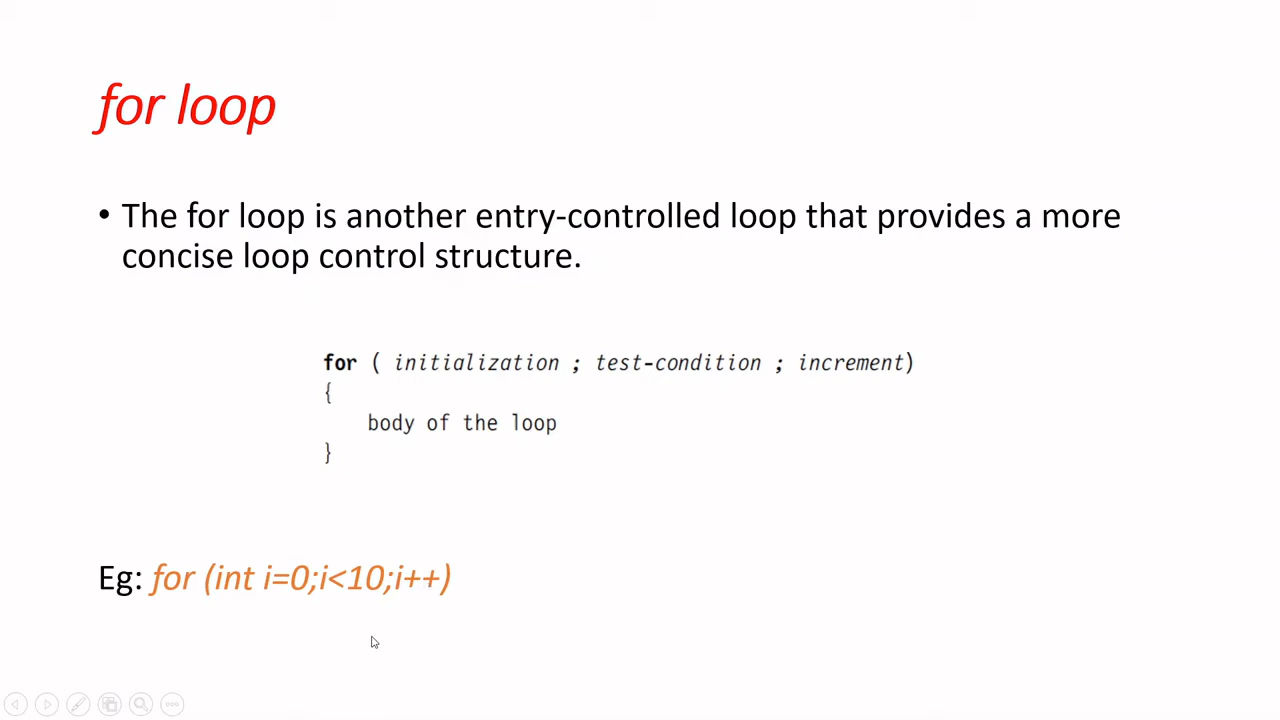 for loop
• The for loop is another entry-controlled loop that provides a more
concise loop control structure.
for ( initialization ; test-condition ; increment)
{
body of the loop
}
Eg: for (int i=0;i<10;i++)